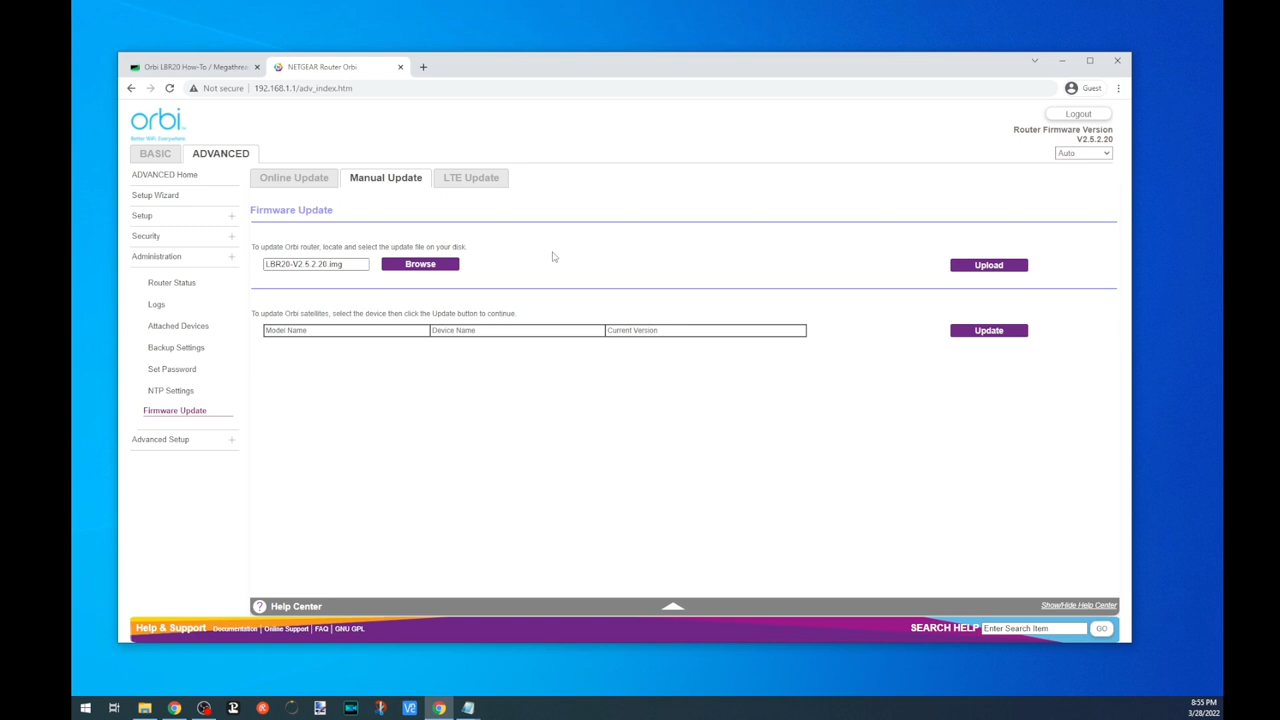 Orbi LBR20 How-To / Megathrea
NETGEAR Router Orbi
Not secure
192.168.1.1/adv_index.htm
Guest
orbi
Better WiFi. Everywhere.
Logout
Router Firmware Version
V2.5.2.20
Auto
BASIC
ADVANCED
ADVANCED Home
Setup Wizard
Setup
Security
Administration
Router Status
Logs
Attached Devices
Backup Settings
Set Password
NTP Settings
Firmware Update
Advanced Setup
Online Update
Manual Update
LTE Update
Firmware Update
To update Orbi router, locate and select the update file on your disk.
LBR20-V2.5.2.20.img
Browse
Upload
To update Orbi satellites, select the device then click the Update button to continue.
Model Name
Device Name
Current Version
Update
? Help Center
Show/Hide Help Center
Help & Support
Documentation | Online Support | FAQ | GNU GPL
SEARCH HELP
Enter Search Item
GO
8:55 PM
3/28/2022